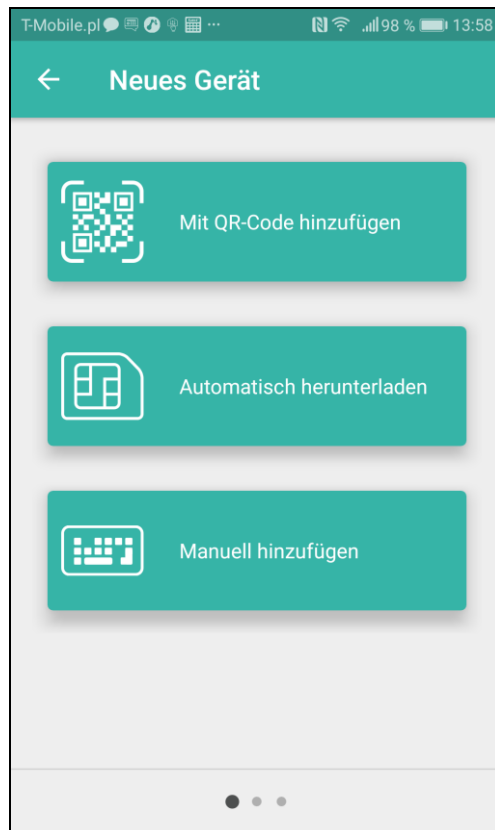 T-Mobile.pl ... 98 % 13:58
Neues Gerät
Mit QR-Code hinzufügen
Automatisch herunterladen
Manuell hinzufügen